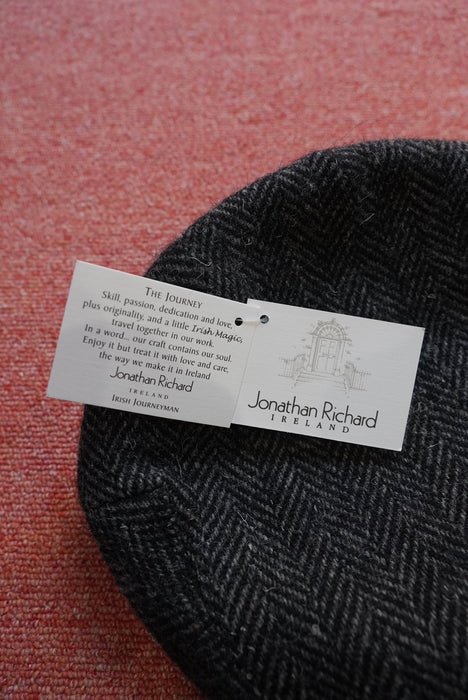 THE JOURNEY
Skill, passion, dedication and love,
plus originality, and a little Irish Magic,
travel together in our work.
In a word... our craft contains our soul.
Enjoy it but treat it with love and care,
the way we make it in Ireland
Jonathan Richard
IRELAND
IRISH JOURNEYMAN
Jonathan Richard
IRELAND